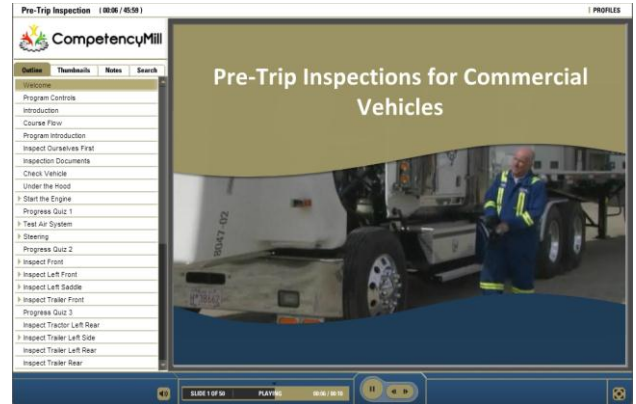 Pre-Trip Inspection (00:06 / 45:59)
PROFILES
CompetencyMill
Outline Thumbnails Notes Search
Welcome
Program Controls
Introduction
Course Flow
Program Introduction
Inspect Ourselves First
Inspection Documents
Check Vehicle
Under the Hood
Start the Engine
Progress Quiz 1
Test Air System
Steering
Progress Quiz 2
Inspect Front
Inspect Left Front
Inspect Left Saddle
Inspect Trailer Front
Progress Quiz 3
Inspect Tractor Left Rear
Inspect Trailer Left Side
Inspect Trailer Left Rear
Inspect Trailer Rear
Pre-Trip Inspections for Commercial
Vehicles
8047-02
SLIDE 1 OF 50 PLAYING 00:06 / 00:10